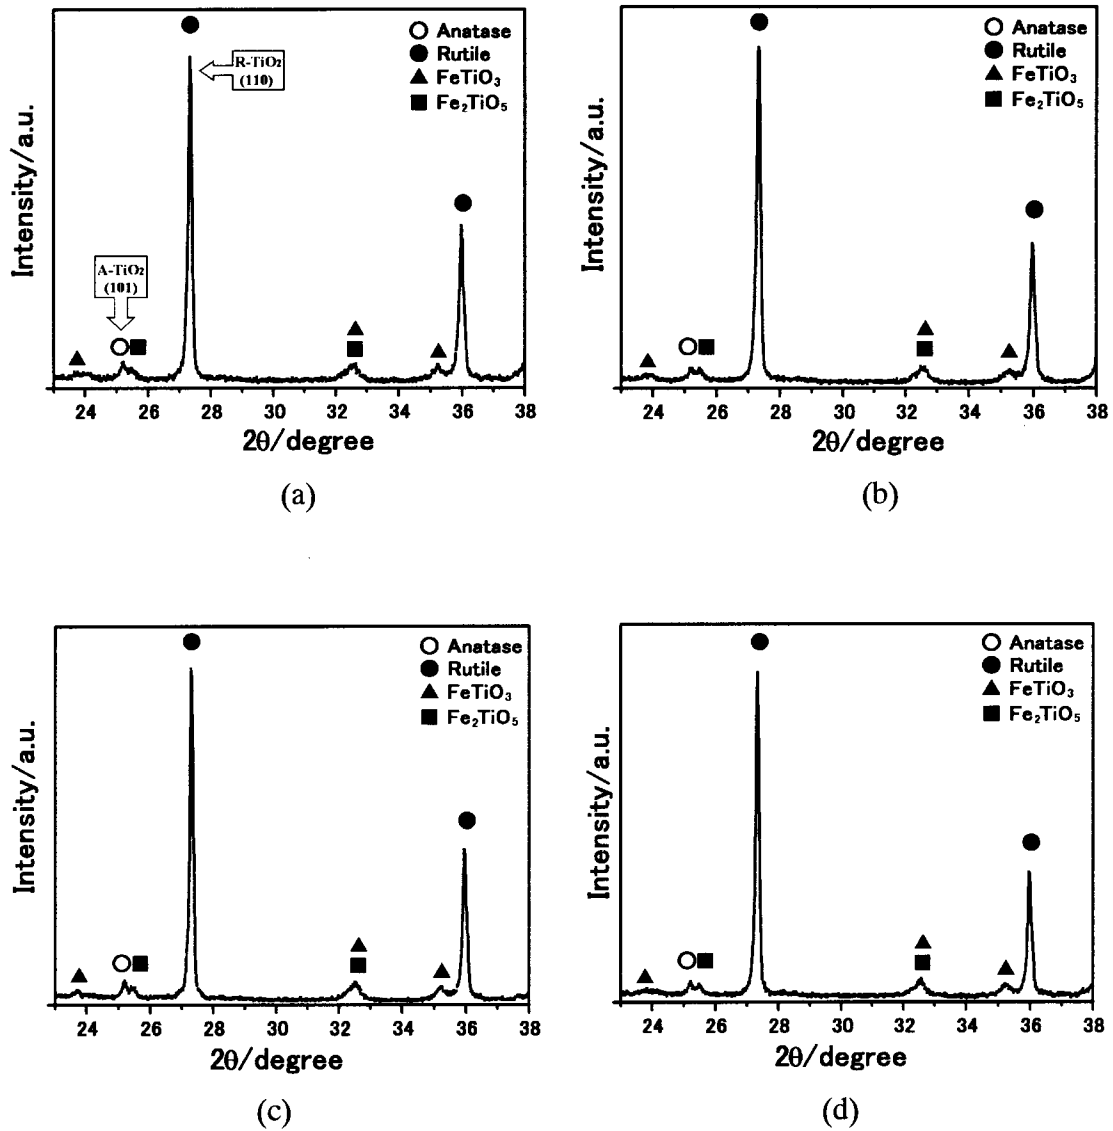 Anatase
Rutile
FeTiO₃
Fe₂TiO₅
R-TiO₂
(110)
A-TiO₂
(101)
Intensity/a.u.
24 26 28 30 32 34 36 38
2θ/degree
(a)
Anatase
Rutile
FeTiO₃
Fe₂TiO₅
Intensity/a.u.
24 26 28 30 32 34 36 38
2θ/degree
(b)
Anatase
Rutile
FeTiO₃
Fe₂TiO₅
Intensity/a.u.
24 26 28 30 32 34 36 38
2θ/degree
(c)
Anatase
Rutile
FeTiO₃
Fe₂TiO₅
Intensity/a.u.
24 26 28 30 32 34 36 38
2θ/degree
(d)